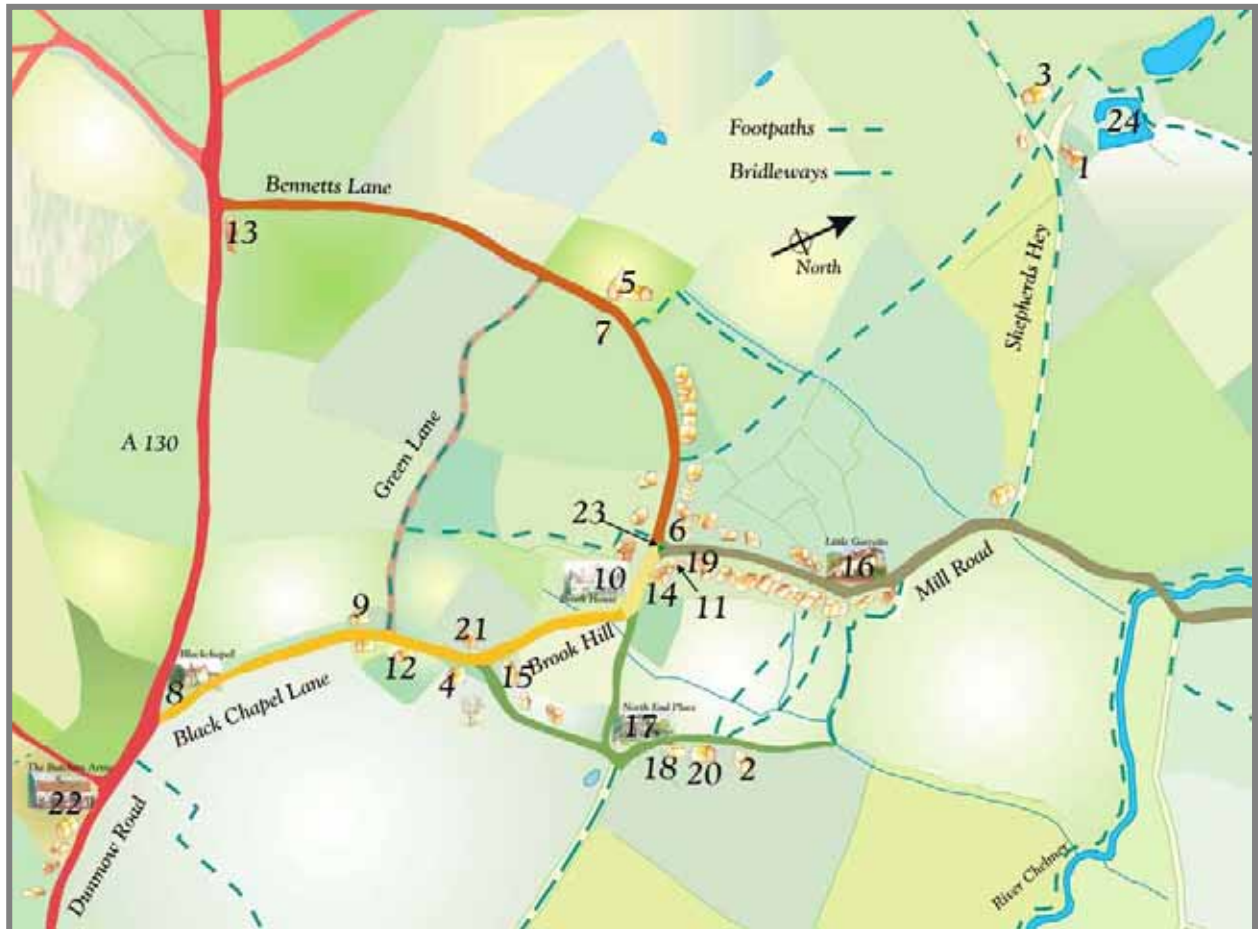 3
24
Footpaths
Bridleways
1
Bennetts Lane
13
North
Shepherds Hey
5
7
A 130
Green Lane
23
6
Little Garnetts
16
19
10
11
14
Mill Road
9
21
Brook Hill
12
15
4
Blackchapel
8
Black Chapel Lane
North End Place
17
18
20
2
The Butchers Arms
22
Dunmow Road
River Chelmer